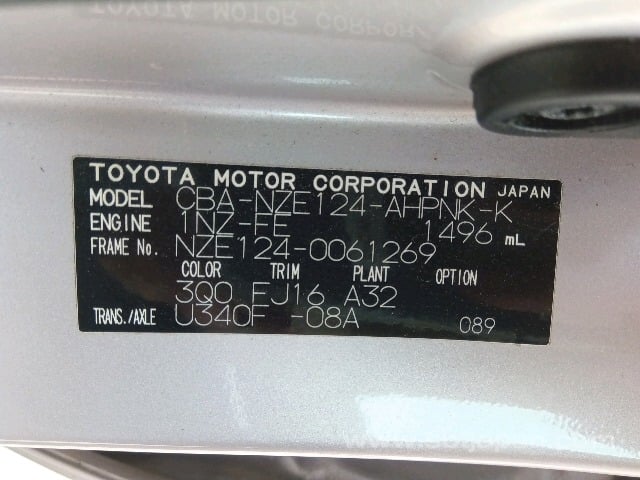 TOYOTA MOTOR CORPORATION JAPAN
MODEL CBA-NZE124-AHPNK-K
ENGINE 1NZ-FE 1496 mL
FRAME No. NZE124-0061269
COLOR TRIM PLANT OPTION
3Q0 FJ16 A32
TRANS./AXLE U340F -08A 089